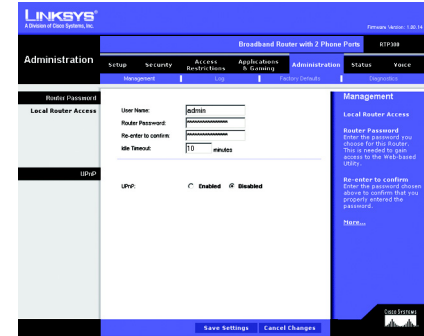 LINKSYS®
A Division of Cisco Systems, Inc.
Firmware Version: 1.00.14
Broadband Router with 2 Phone Ports RTP300
Administration
Setup Security Access Restrictions Applications & Gaming Administration Status Voice
Management Log Factory Defaults Diagnostics
Router Password
Local Router Access
User Name: admin
Router Password: ****************
Re-enter to confirm: ****************
Idle Timeout: 10 minutes
UPnP
UPnP: Enabled Disabled
Management
Local Router Access
Router Password
Enter the password you
choose for this Router.
This is needed to gain
access to the Web-based
Utility.
Re-enter to confirm
Enter the password chosen
above to confirm that you
properly entered the
password.
More...
Save Settings Cancel Changes
CISCO SYSTEMS